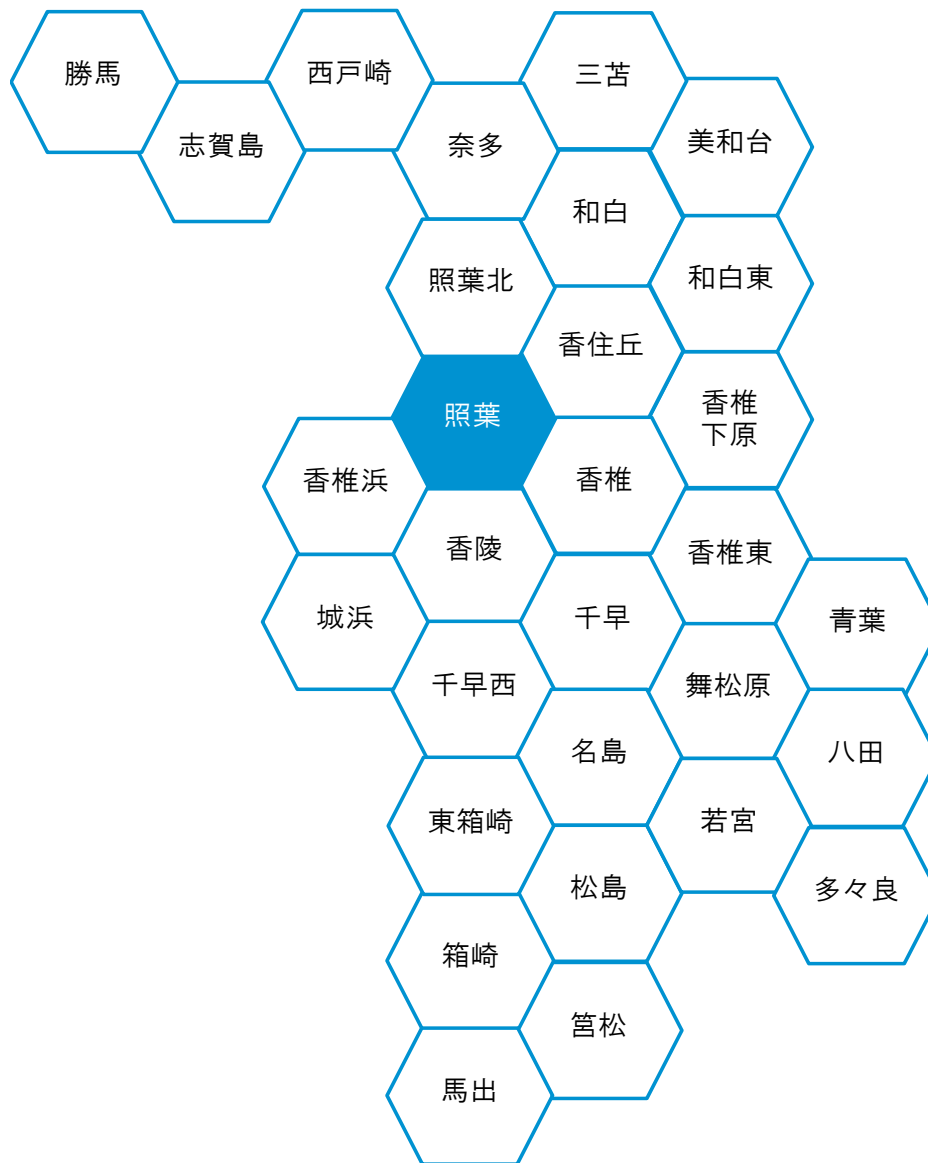 勝馬
西戸崎
三苫
志賀島
奈多
美和台
和白
照葉北
和白東
香住丘
照葉
香椎
下原
香椎浜
香椎
香陵
香椎東
城浜
千早
青葉
千早西
舞松原
名島
八田
東箱崎
若宮
松島
多々良
箱崎
筥松
馬出